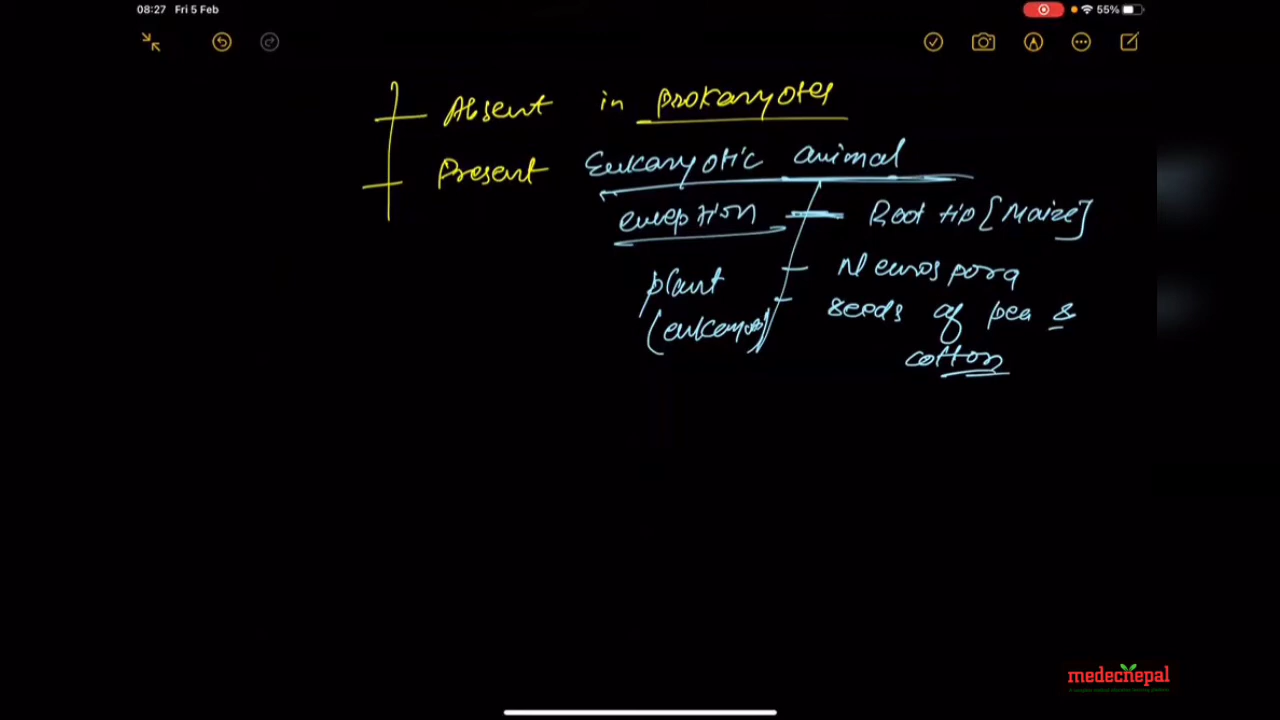 08:27 Fri 5 Feb
55%
Absent in prokaryotes
Present Eukaryotic animal
exception Root tip [Maize]
plant Neurospora
(eukaryotes) seeds of pea &
cotton
medecnepal